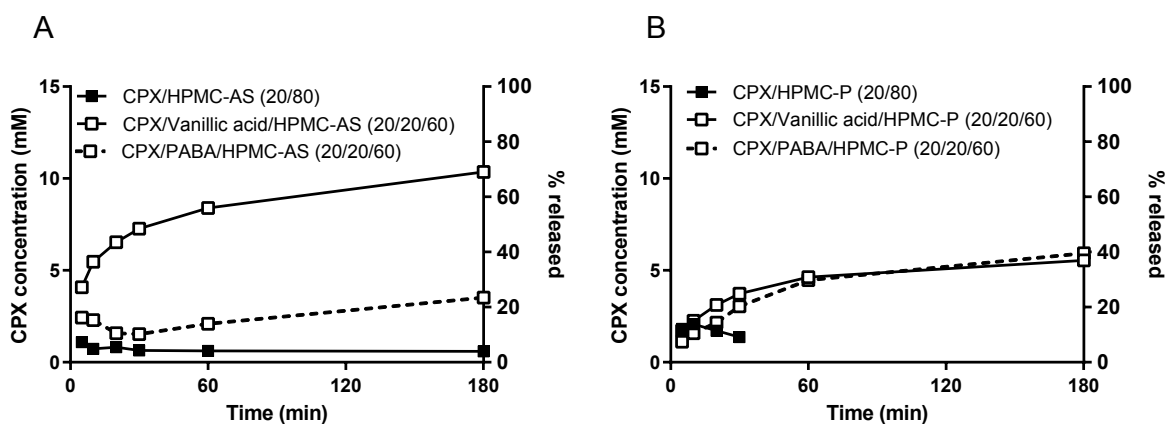 A
CPX concentration (mM)
15
10
5
0
CPX/HPMC-AS (20/80)
CPX/Vanillic acid/HPMC-AS (20/20/60)
CPX/PABA/HPMC-AS (20/20/60)
100
80
60
40
20
0
% released
0 60 120 180
Time (min)
B
CPX concentration (mM)
15
10
5
0
CPX/HPMC-P (20/80)
CPX/Vanillic acid/HPMC-P (20/20/60)
CPX/PABA/HPMC-P (20/20/60)
100
80
60
40
20
0
% released
0 60 120 180
Time (min)